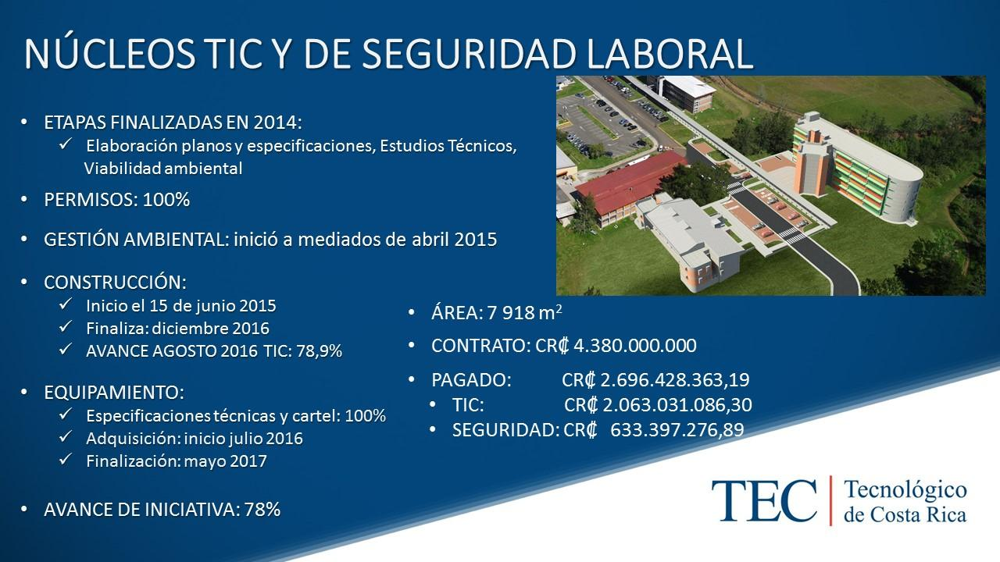 NÚCLEOS TIC Y DE SEGURIDAD LABORAL
• ETAPAS FINALIZADAS EN 2014:
✓ Elaboración planos y especificaciones, Estudios Técnicos,
Viabilidad ambiental
• PERMISOS: 100%
• GESTIÓN AMBIENTAL: inició a mediados de abril 2015
• CONSTRUCCIÓN:
✓ Inicio el 15 de junio 2015
✓ Finaliza: diciembre 2016
✓ AVANCE AGOSTO 2016 TIC: 78,9%
• EQUIPAMIENTO:
✓ Especificaciones técnicas y cartel: 100%
✓ Adquisición: inicio julio 2016
✓ Finalización: mayo 2017
• AVANCE DE INICIATIVA: 78%
• ÁREA: 7 918 m²
• CONTRATO: CR₡ 4.380.000.000
• PAGADO: CR₡ 2.696.428.363,19
• TIC: CR₡ 2.063.031.086,30
• SEGURIDAD: CR₡ 633.397.276,89
TEC | Tecnológico
de Costa Rica